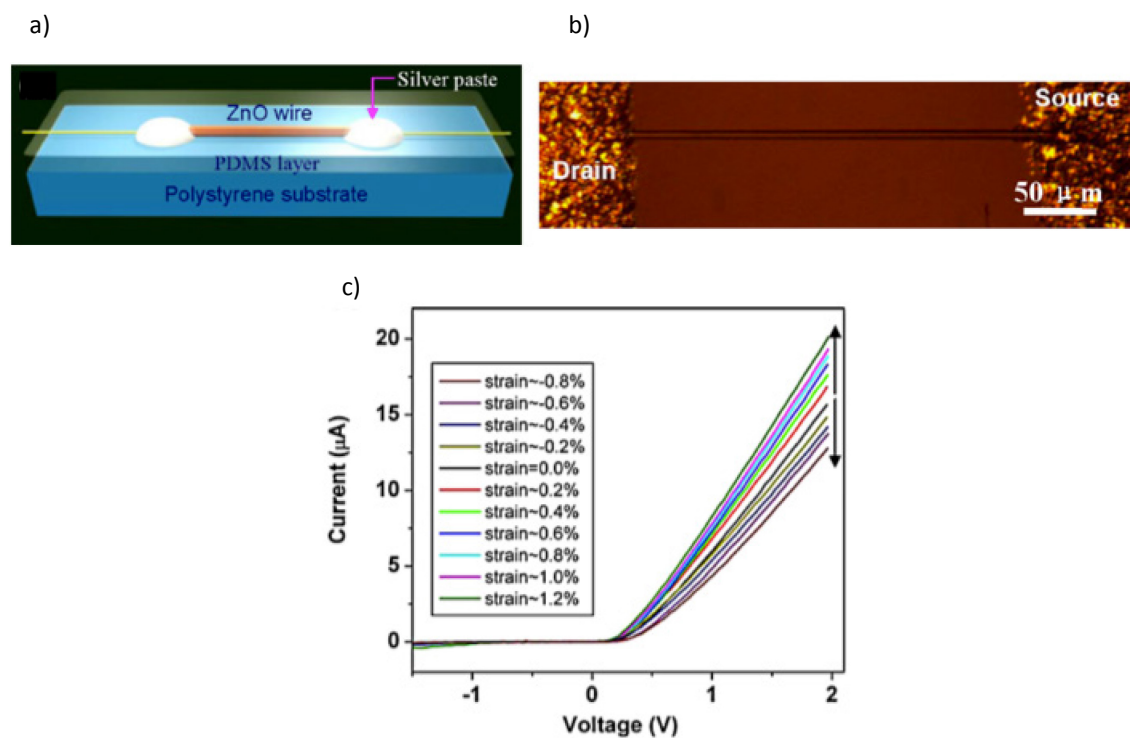 a)
b)
Silver paste
ZnO wire
PDMS layer
Polystyrene substrate
Source
Drain
50 μm
c)
Current (μA)
20
15
10
5
0
strain~-0.8%
strain~-0.6%
strain~-0.4%
strain~-0.2%
strain=0.0%
strain~0.2%
strain~0.4%
strain~0.6%
strain~0.8%
strain~1.0%
strain~1.2%
-1
0
1
2
Voltage (V)